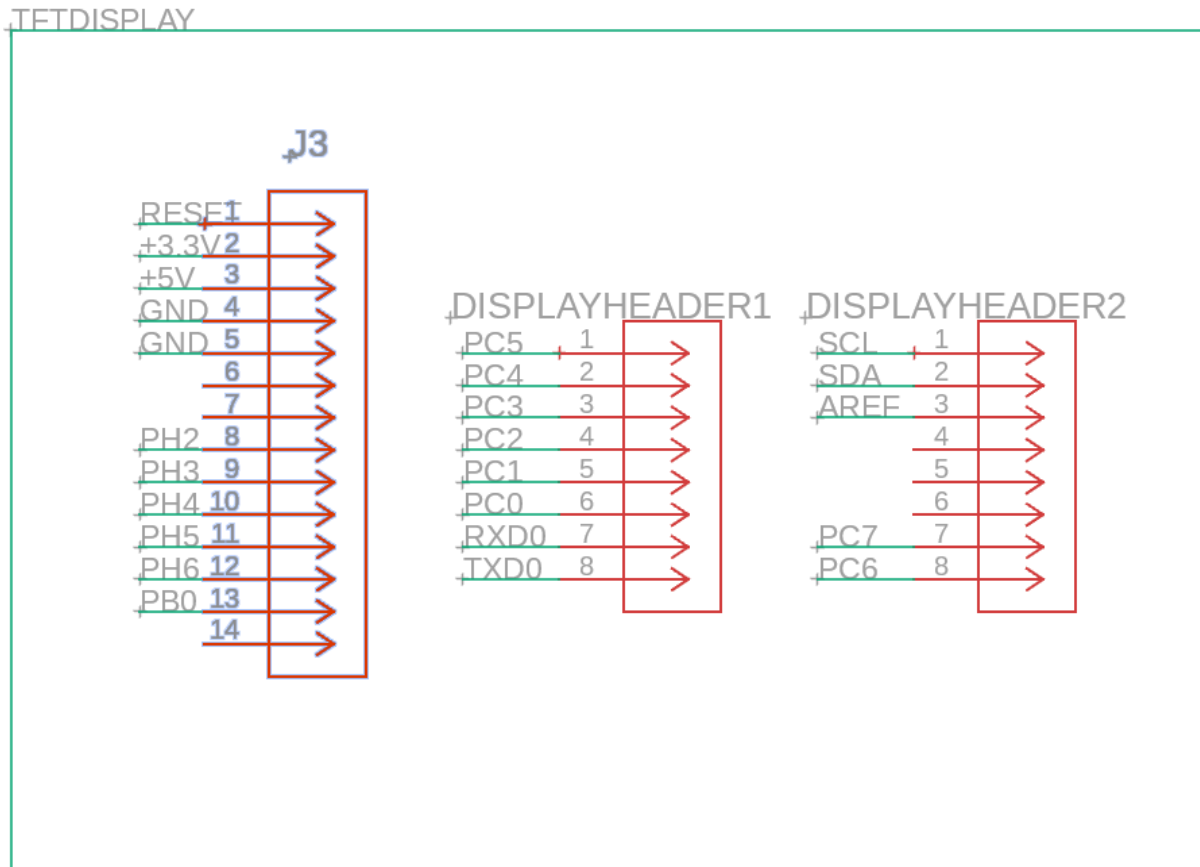 TFTDISPLAY
J3
RESET 1
+3.3V 2
+5V 3
GND 4
GND 5
6
7
PH2 8
PH3 9
PH4 10
PH5 11
PH6 12
PB0 13
14
DISPLAYHEADER1
PC5 1
PC4 2
PC3 3
PC2 4
PC1 5
PC0 6
RXD0 7
TXD0 8
DISPLAYHEADER2
SCL 1
SDA 2
AREF 3
4
5
6
PC7 7
PC6 8